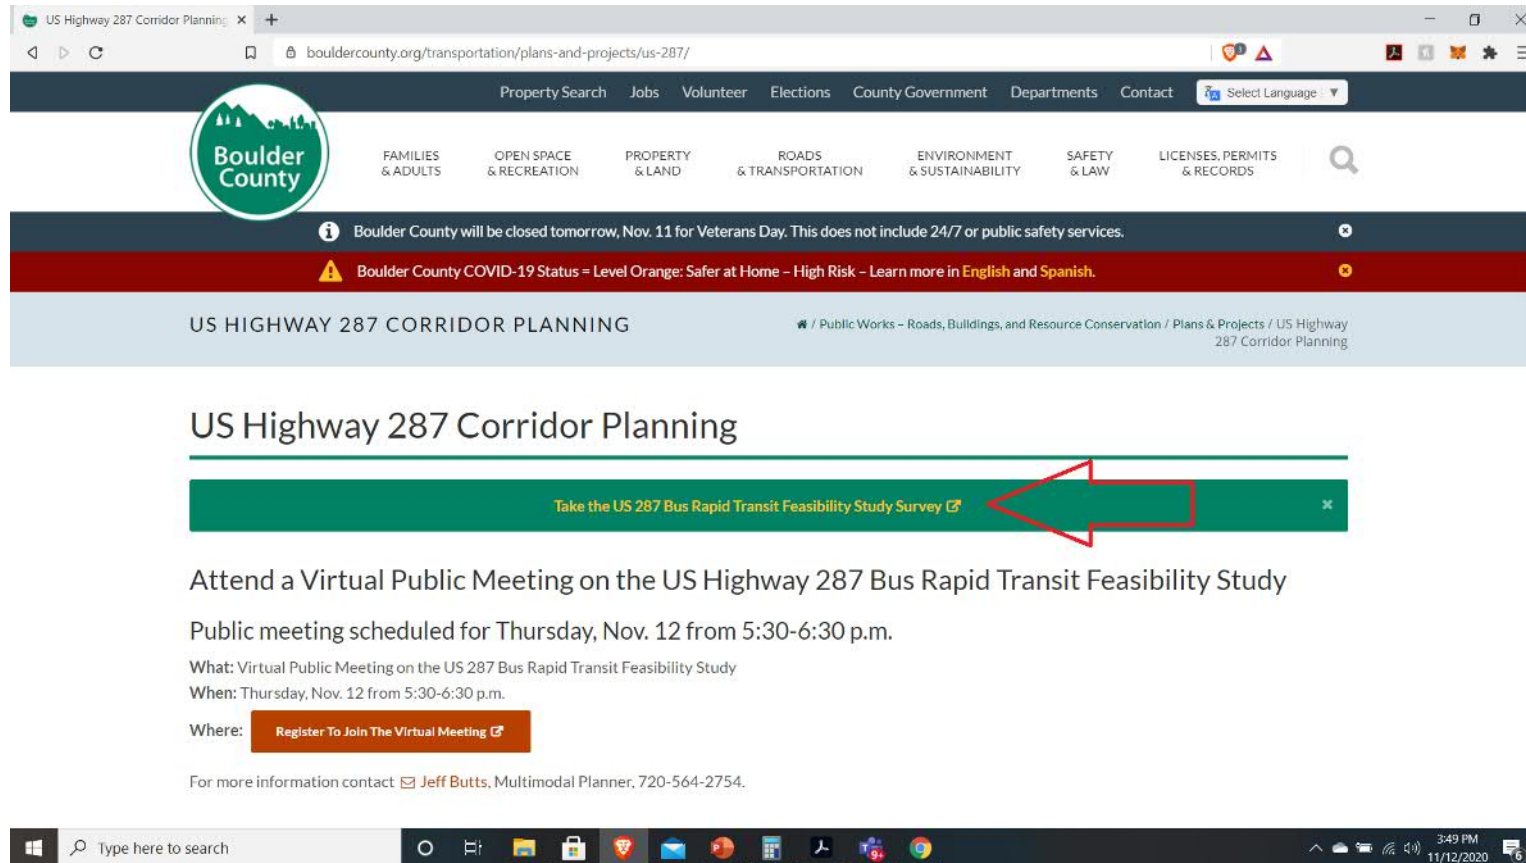 US Highway 287 Corridor Planning
bouldercounty.org/transportation/plans-and-projects/us-287/
Property Search Jobs Volunteer Elections County Government Departments Contact Select Language
Boulder
County
FAMILIES
& ADULTS
OPEN SPACE
& RECREATION
PROPERTY
& LAND
ROADS
& TRANSPORTATION
ENVIRONMENT
& SUSTAINABILITY
SAFETY
& LAW
LICENSES, PERMITS
& RECORDS
Boulder County will be closed tomorrow, Nov. 11 for Veterans Day. This does not include 24/7 or public safety services.
Boulder County COVID-19 Status = Level Orange: Safer at Home – High Risk – Learn more in English and Spanish.
US HIGHWAY 287 CORRIDOR PLANNING
/ Public Works – Roads, Buildings, and Resource Conservation / Plans & Projects / US Highway
287 Corridor Planning
US Highway 287 Corridor Planning
Take the US 287 Bus Rapid Transit Feasibility Study Survey
Attend a Virtual Public Meeting on the US Highway 287 Bus Rapid Transit Feasibility Study
Public meeting scheduled for Thursday, Nov. 12 from 5:30-6:30 p.m.
What: Virtual Public Meeting on the US 287 Bus Rapid Transit Feasibility Study
When: Thursday, Nov. 12 from 5:30-6:30 p.m.
Where: Register To Join The Virtual Meeting
For more information contact Jeff Butts, Multimodal Planner, 720-564-2754.
Type here to search
3:49 PM
11/12/2020